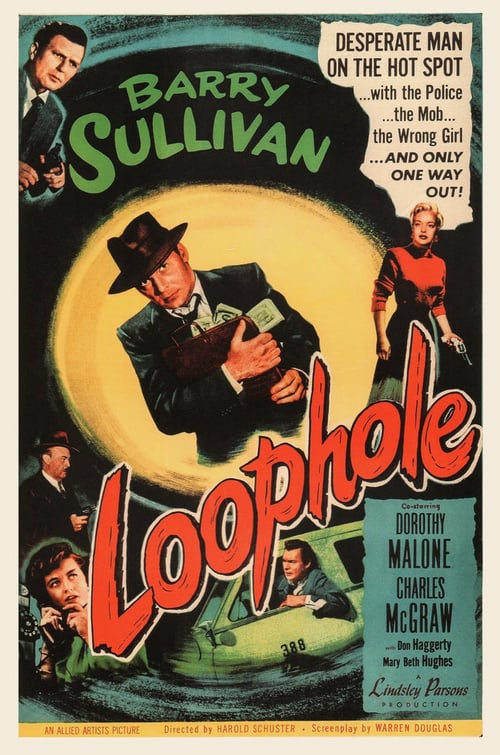 DESPERATE MAN
ON THE HOT SPOT
...with the Police
...the Mob...
the Wrong Girl
...AND ONLY
ONE WAY
OUT!
BARRY
SULLIVAN
Loophole
388
Co-starring
DOROTHY
MALONE
CHARLES
McGRAW
with Don Haggerty
Mary Beth Hughes
A
Lindsley Parsons
PRODUCTION
AN ALLIED ARTISTS PICTURE Directed by HAROLD SCHUSTER - Screenplay by WARREN DOUGLAS